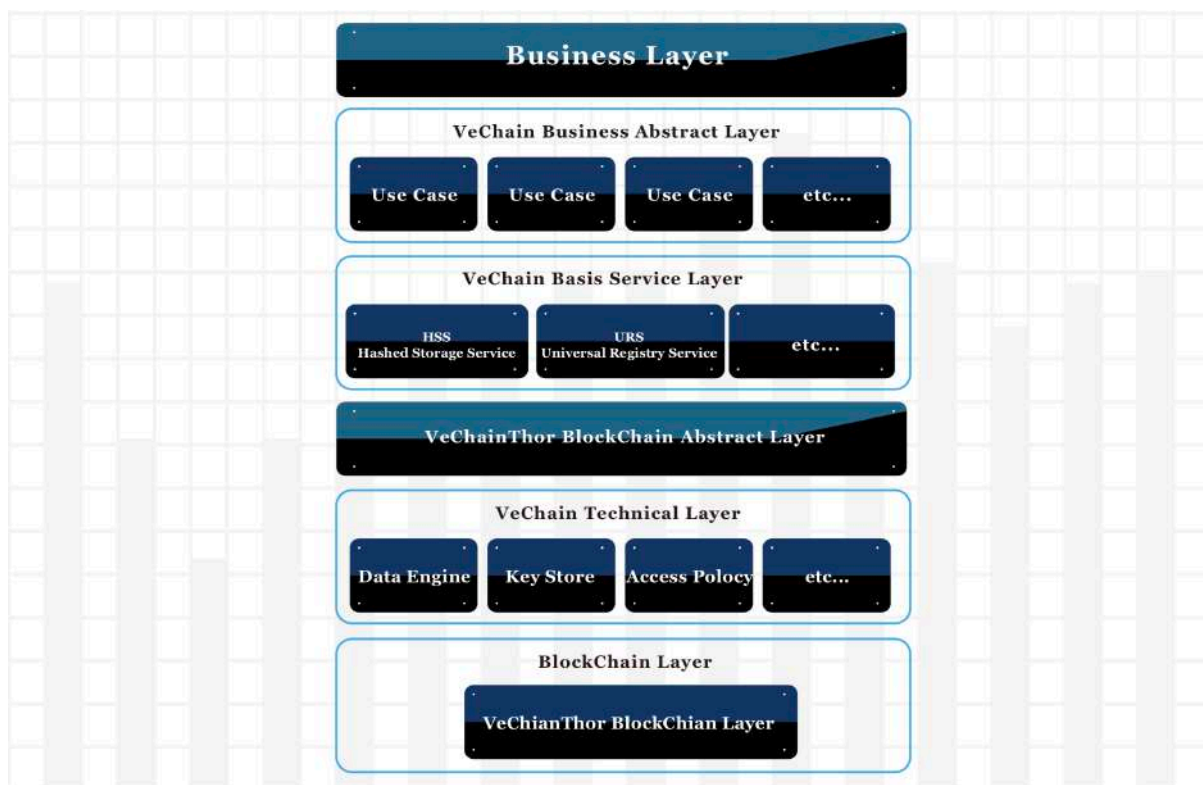 Business Layer
VeChain Business Abstract Layer
Use Case
Use Case
Use Case
etc...
VeChain Basis Service Layer
HSS
Hashed Storage Service
URS
Universal Registry Service
etc...
VeChainThor BlockChain Abstract Layer
VeChain Technical Layer
Data Engine
Key Store
Access Polocy
etc...
BlockChain Layer
VeChianThor BlockChian Layer